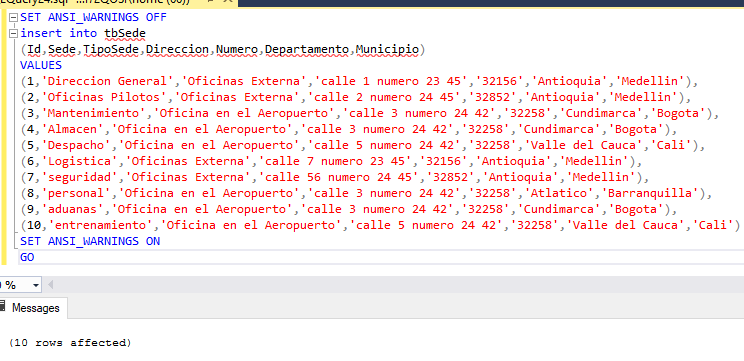 SET ANSI_WARNINGS OFF
insert into tbSede
(Id,Sede,TipoSede,Direccion,Numero,Departamento,Municipio)
VALUES
(1,'Direccion General','Oficinas Externa','calle 1 numero 23 45','32156','Antioquia','Medellin'),
(2,'Oficinas Pilotos','Oficinas Externa','calle 2 numero 24 45','32852','Antioquia','Medellin'),
(3,'Mantenimiento','Oficina en el Aeropuerto','calle 3 numero 24 42','32258','Cundimarca','Bogota'),
(4,'Almacen','Oficina en el Aeropuerto','calle 3 numero 24 42','32258','Cundimarca','Bogota'),
(5,'Despacho','Oficina en el Aeropuerto','calle 5 numero 24 42','32258','Valle del Cauca','Cali'),
(6,'Logistica','Oficinas Externa','calle 7 numero 23 45','32156','Antioquia','Medellin'),
(7,'seguridad','Oficinas Externa','calle 56 numero 24 45','32852','Antioquia','Medellin'),
(8,'personal','Oficina en el Aeropuerto','calle 3 numero 24 42','32258','Atlatico','Barranquilla'),
(9,'aduanas','Oficina en el Aeropuerto','calle 3 numero 24 42','32258','Cundimarca','Bogota'),
(10,'entrenamiento','Oficina en el Aeropuerto','calle 5 numero 24 42','32258','Valle del Cauca','Cali')
SET ANSI_WARNINGS ON
GO
%
Messages
(10 rows affected)